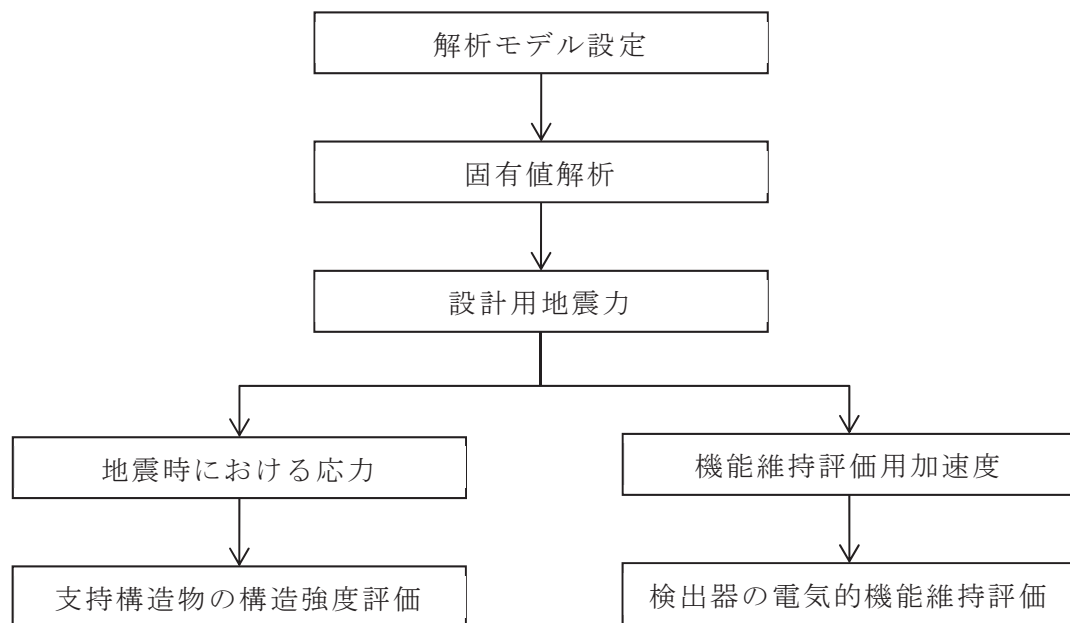 解析モデル設定
固有値解析
設計用地震力
地震時における応力
機能維持評価用加速度
支持構造物の構造強度評価
検出器の電気的機能維持評価